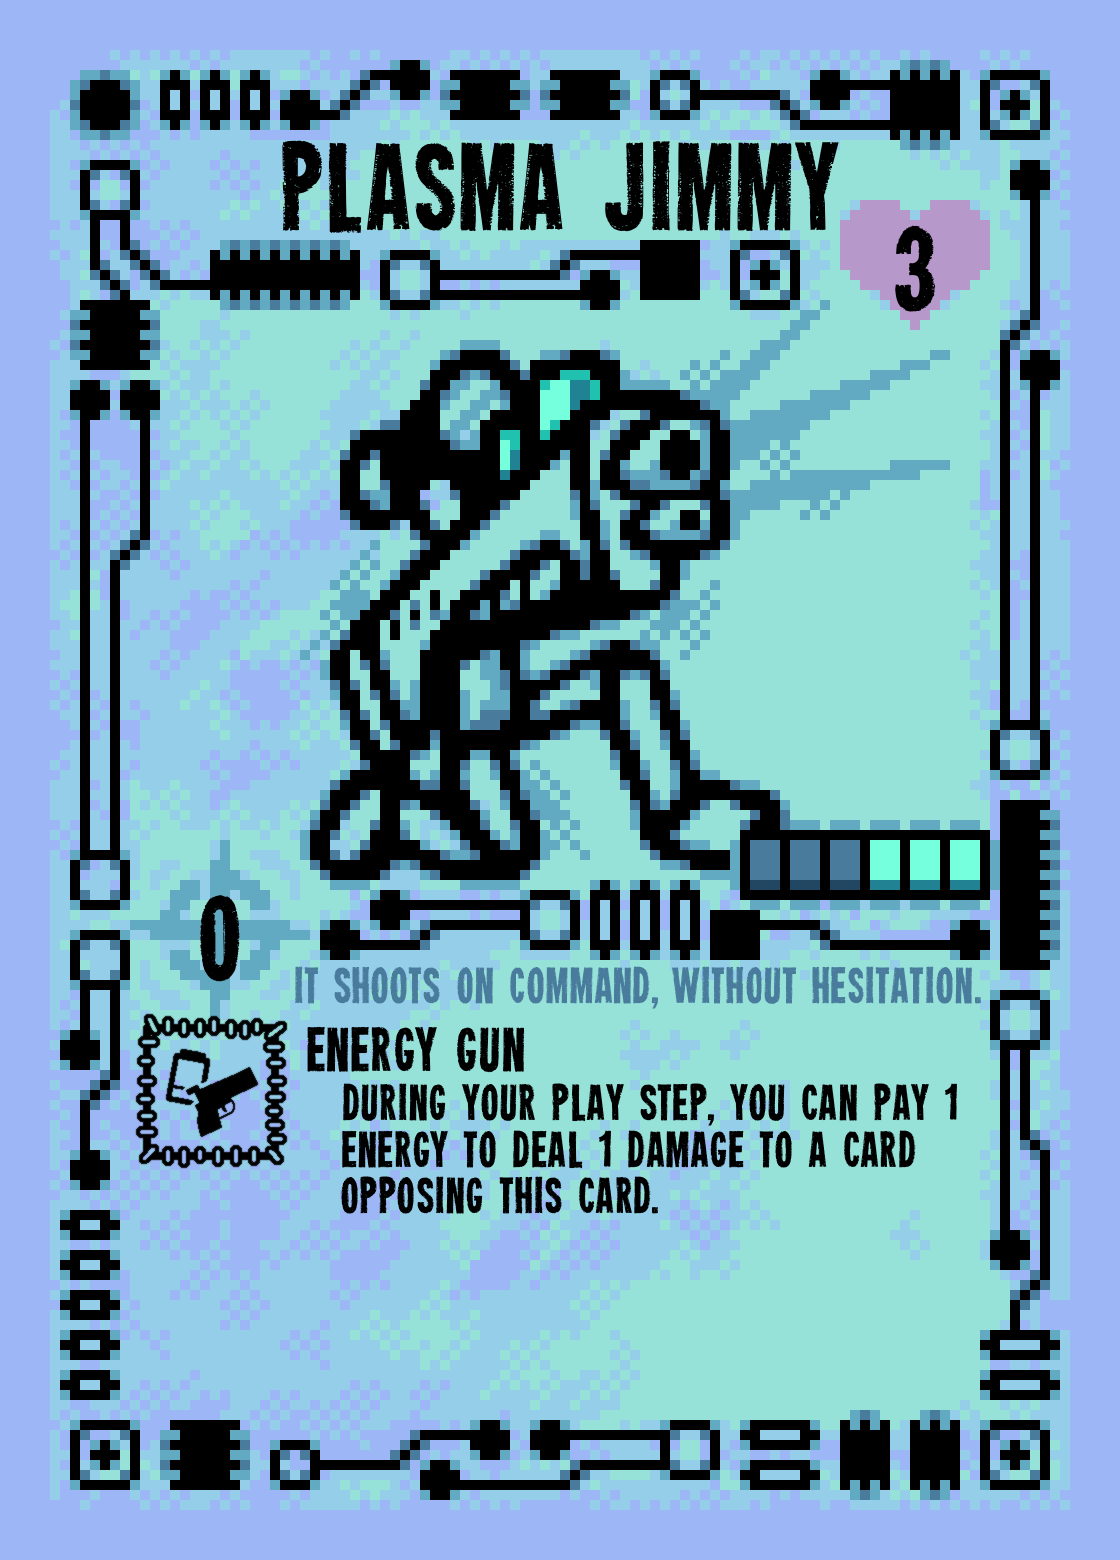 PLASMA JIMMY
3
0
IT SHOOTS ON COMMAND, WITHOUT HESITATION.
ENERGY GUN
DURING YOUR PLAY STEP, YOU CAN PAY 1
ENERGY TO DEAL 1 DAMAGE TO A CARD
OPPOSING THIS CARD.